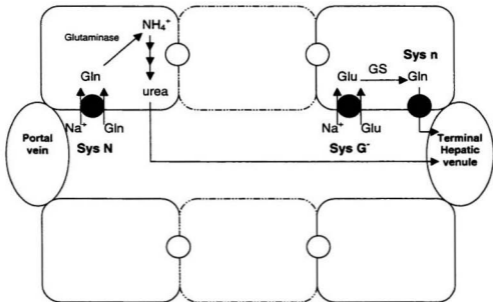 NH₄⁺
Glutaminase
Gln
urea
Na⁺ Gln
Sys N
Portal
vein
Sys n
GS
Glu Gln
Na⁺ Glu
Sys G⁻
Terminal
Hepatic
venule